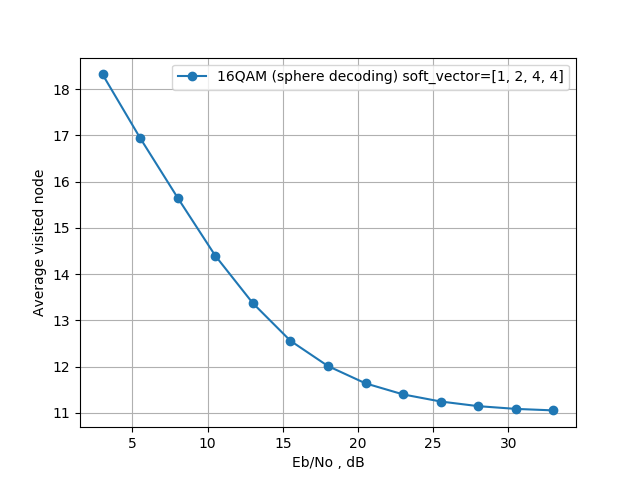 16QAM (sphere decoding) soft_vector=[1, 2, 4, 4]
18
17
16
15
14
13
12
11
Average visited node
5 10 15 20 25 30
Eb/No , dB